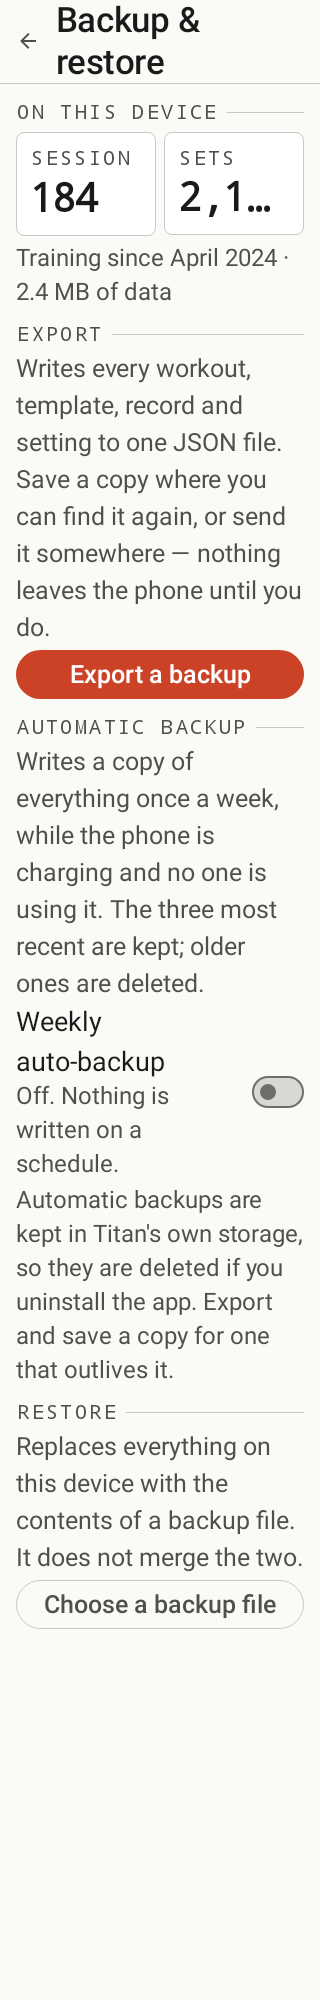 Backup &
restore
ON THIS DEVICE
SESSION
184
SETS
2,1…
Training since April 2024 ·
2.4 MB of data
EXPORT
Writes every workout,
template, record and
setting to one JSON file.
Save a copy where you
can find it again, or send
it somewhere — nothing
leaves the phone until you
do.
Export a backup
AUTOMATIC BACKUP
Writes a copy of
everything once a week,
while the phone is
charging and no one is
using it. The three most
recent are kept; older
ones are deleted.
Weekly
auto-backup
Off. Nothing is
written on a
schedule.
Automatic backups are
kept in Titan's own storage,
so they are deleted if you
uninstall the app. Export
and save a copy for one
that outlives it.
RESTORE
Replaces everything on
this device with the
contents of a backup file.
It does not merge the two.
Choose a backup file